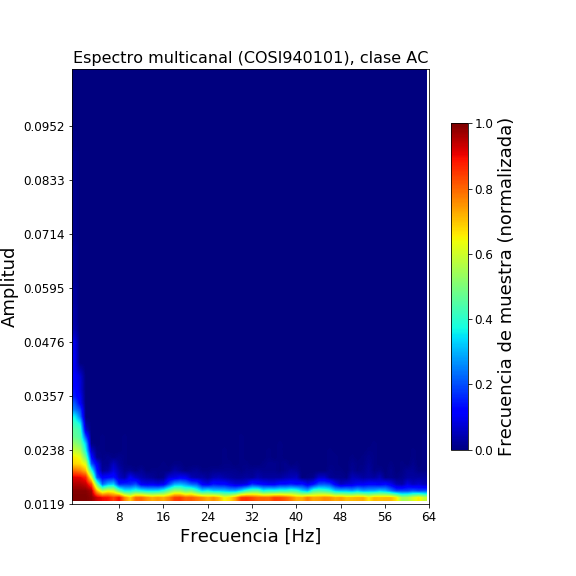 Espectro multicanal (COSI940101), clase AC
Amplitud
0.0952
0.0833
0.0714
0.0595
0.0476
0.0357
0.0238
0.0119
8 16 24 32 40 48 56 64
Frecuencia [Hz]
1.0
0.8
0.6
0.4
0.2
0.0
Frecuencia de muestra (normalizada)